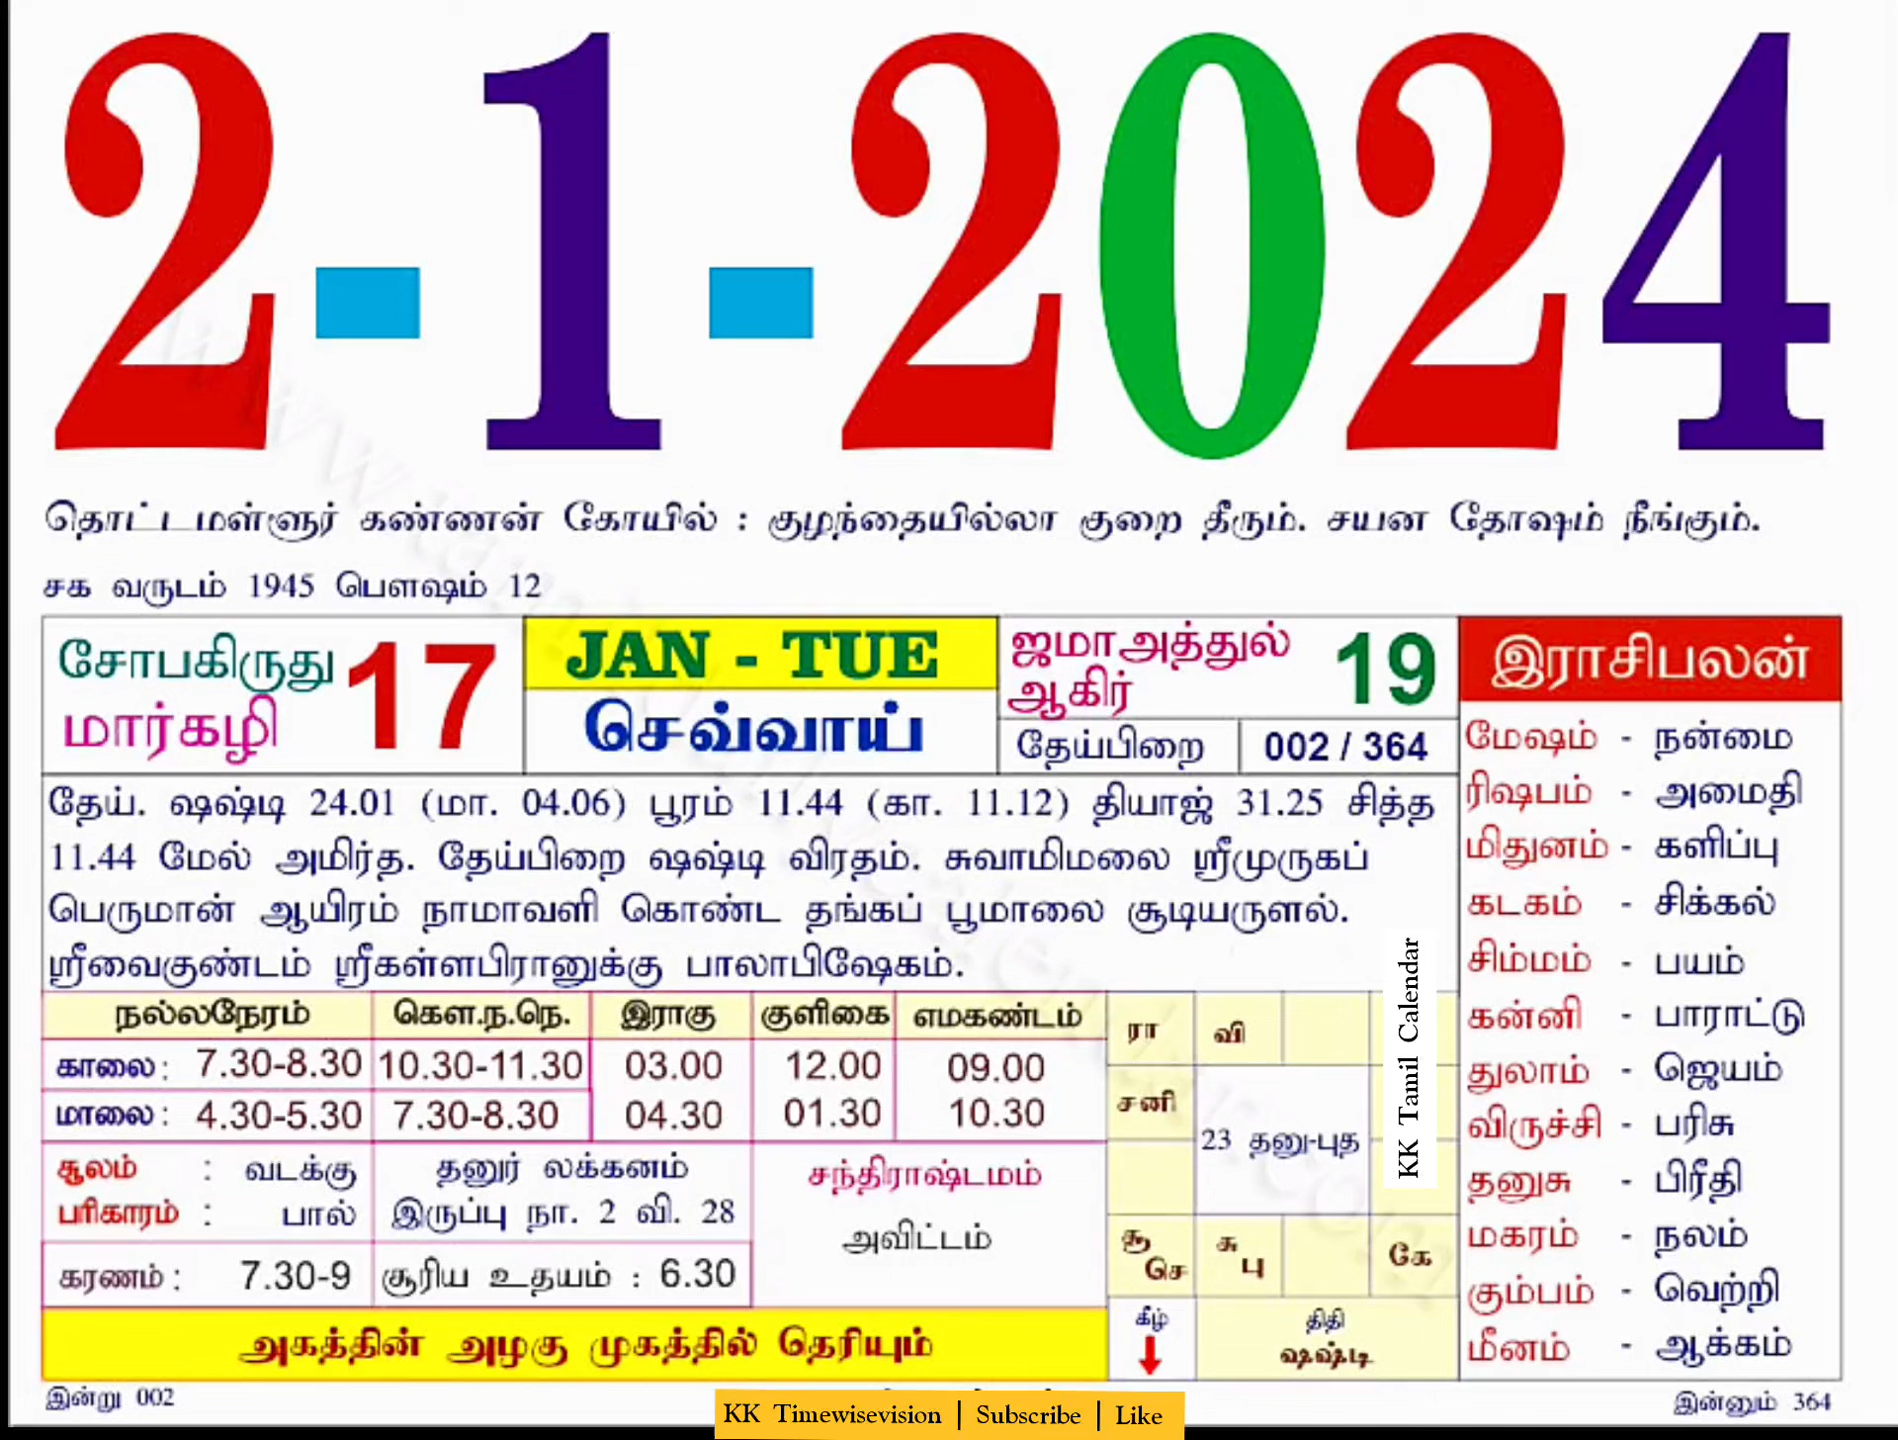 2-1-2024
தொட்டமள்ளூர் கண்ணன் கோயில் : குழந்தையில்லா குறை தீரும். சயன தோஷம் நீங்கும்.
சக வருடம் 1945 பௌஷம் 12
சோபகிருது
மார்கழி
17
JAN - TUE
செவ்வாய்
ஜமாஅத்துல்
ஆகிர்
19
தேய்பிறை 002 / 364
தேய். ஷஷ்டி 24.01 (மா. 04.06) பூரம் 11.44 (கா. 11.12) தியாஜ் 31.25 சித்த
11.44 மேல் அமிர்த. தேய்பிறை ஷஷ்டி விரதம். சுவாமிமலை ஸ்ரீமுருகப்
பெருமான் ஆயிரம் நாமாவளி கொண்ட தங்கப் பூமாலை சூடியருளல்.
ஸ்ரீவைகுண்டம் ஸ்ரீகள்ளபிரானுக்கு பாலாபிஷேகம்.
நல்லநேரம் கௌ.ந.நெ. இராகு குளிகை எமகண்டம்
காலை : 7.30-8.30 10.30-11.30 03.00 12.00 09.00
மாலை : 4.30-5.30 7.30-8.30 04.30 01.30 10.30
சூலம் : வடக்கு
பரிகாரம் : பால்
தனுர் லக்கனம்
இருப்பு நா. 2 வி. 28
சந்திராஷ்டமம்
அவிட்டம்
கரணம் : 7.30-9 சூரிய உதயம் : 6.30
அகத்தின் அழகு முகத்தில் தெரியும்
ரா வி
சனி
23 தனு-புத
சூ
செ
சு
பு
கே
கீழ்
திதி
ஷஷ்டி
KK Tamil Calendar
இராசிபலன்
மேஷம் - நன்மை
ரிஷபம் - அமைதி
மிதுனம் - களிப்பு
கடகம் - சிக்கல்
சிம்மம் - பயம்
கன்னி - பாராட்டு
துலாம் - ஜெயம்
விருச்சி - பரிசு
தனுசு - பிரீதி
மகரம் - நலம்
கும்பம் - வெற்றி
மீனம் - ஆக்கம்
இன்று 002
KK Timewisevision | Subscribe | Like
இன்னும் 364